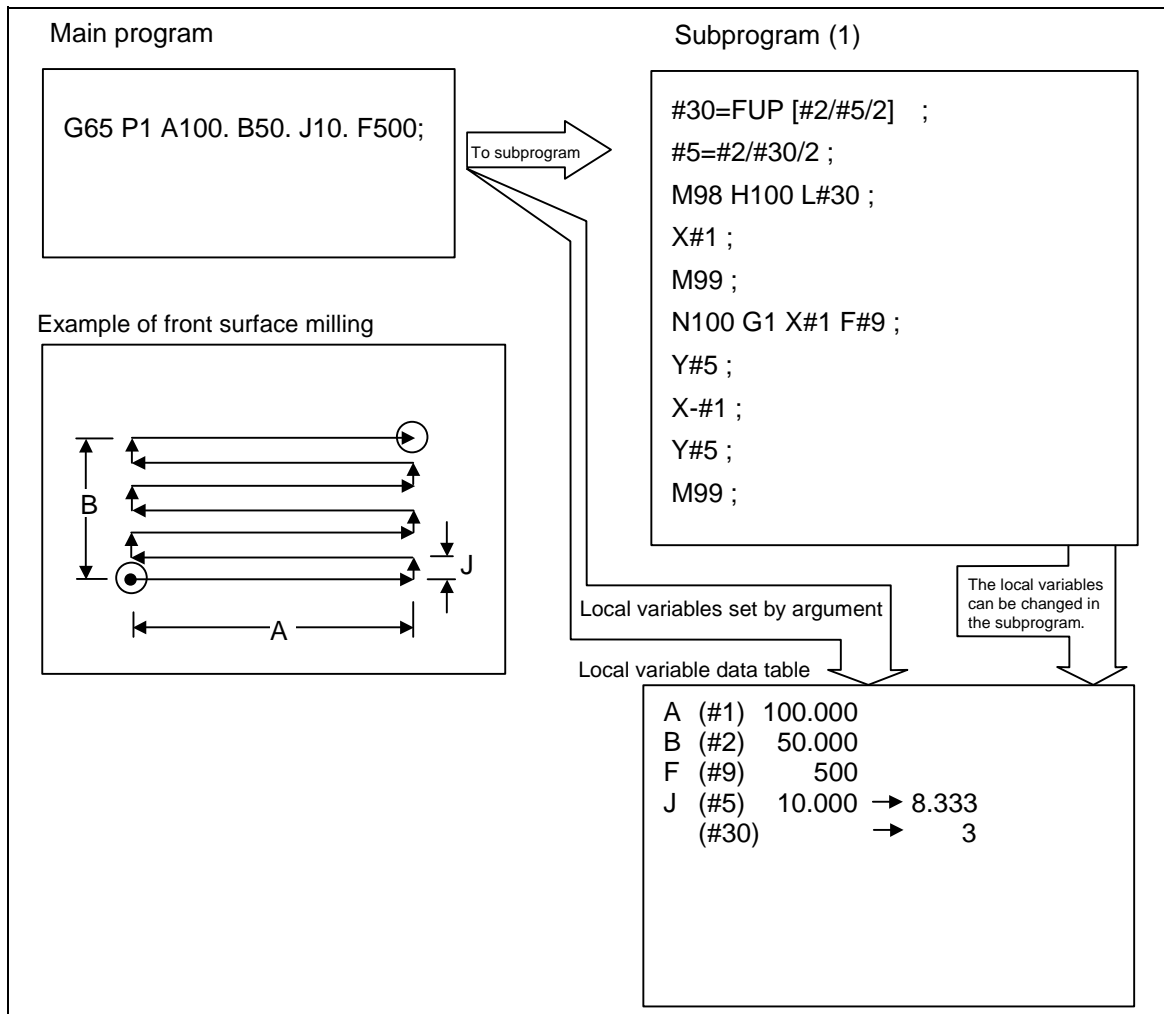 Main program
G65 P1 A100. B50. J10. F500;
To subprogram
Subprogram (1)
#30=FUP [#2/#5/2] ;
#5=#2/#30/2 ;
M98 H100 L#30 ;
X#1 ;
M99 ;
N100 G1 X#1 F#9 ;
Y#5 ;
X-#1 ;
Y#5 ;
M99 ;
Example of front surface milling
B
J
A
Local variables set by argument
The local variables
can be changed in
the subprogram.
Local variable data table
A (#1) 100.000
B (#2) 50.000
F (#9) 500
J (#5) 10.000 → 8.333
(#30) → 3